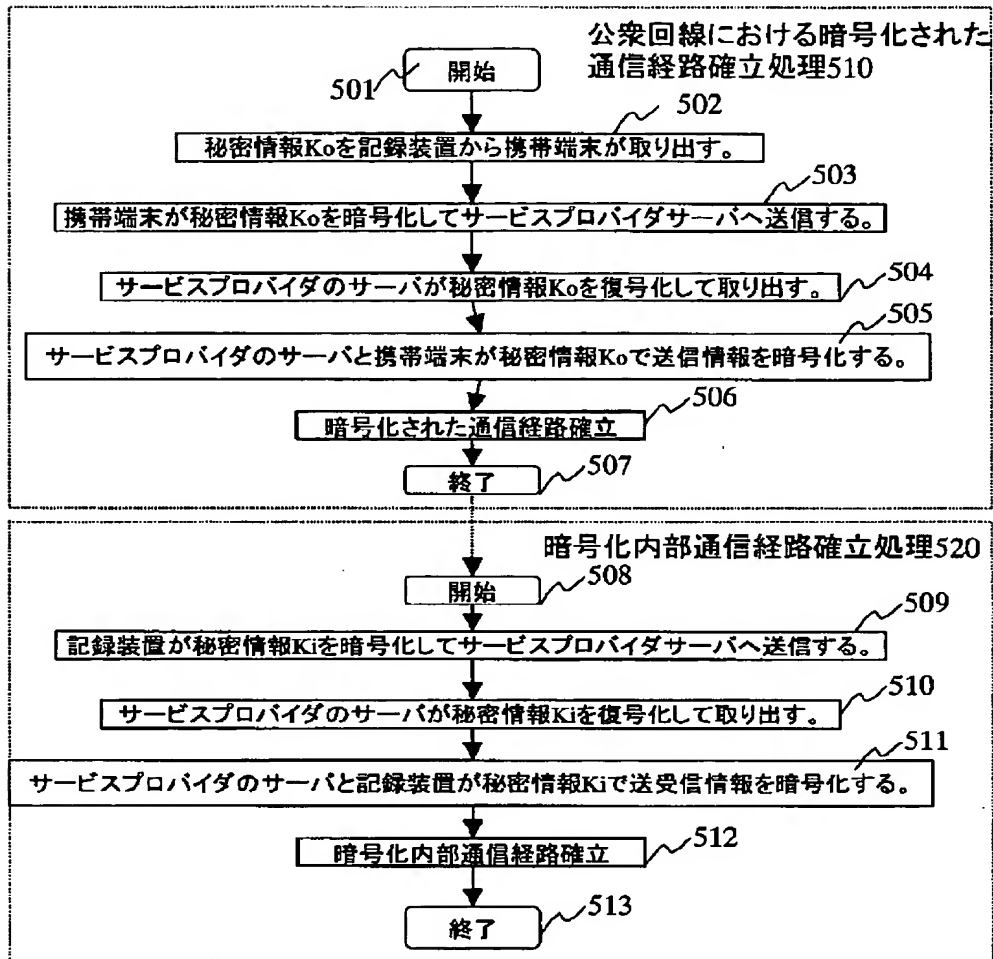 公衆回線における暗号化された
通信経路確立処理510
開始
501
502
秘密情報Koを記録装置から携帯端末が取り出す。
503
携帯端末が秘密情報Koを暗号化してサービスプロバイダサーバへ送信する。
504
サービスプロバイダのサーバが秘密情報Koを復号化して取り出す。
505
サービスプロバイダのサーバと携帯端末が秘密情報Koで送信情報を暗号化する。
506
暗号化された通信経路確立
507
終了
暗号化内部通信経路確立処理520
開始
508
509
記録装置が秘密情報Kiを暗号化してサービスプロバイダサーバへ送信する。
510
サービスプロバイダのサーバが秘密情報Kiを復号化して取り出す。
511
サービスプロバイダのサーバと記録装置が秘密情報Kiで送受信情報を暗号化する。
512
暗号化内部通信経路確立
513
終了